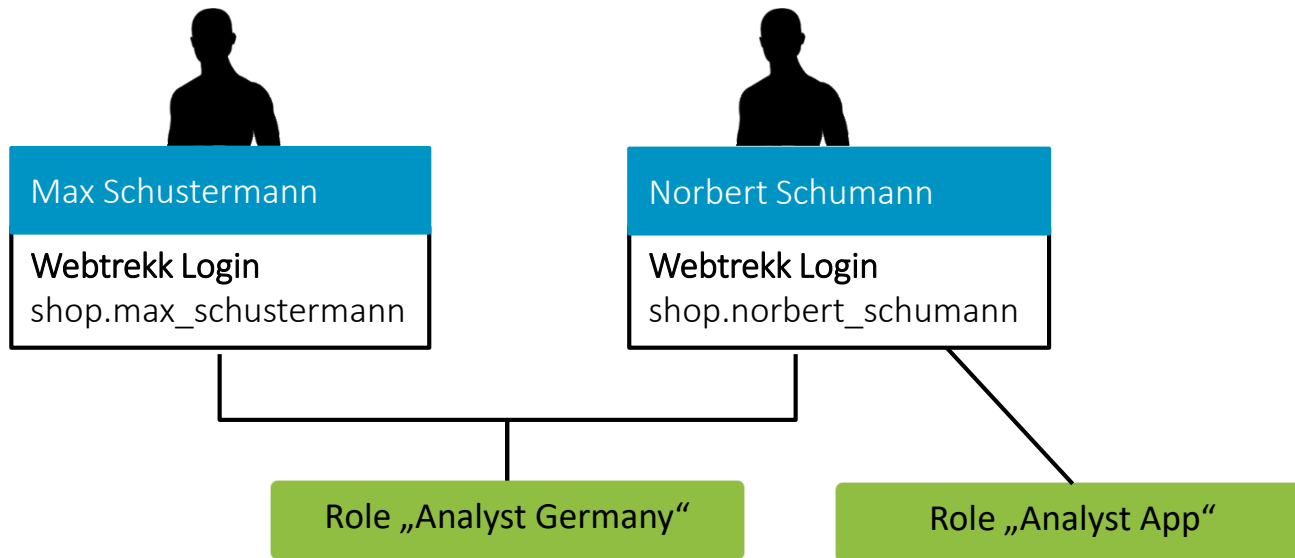 Max Schustermann
Webtrekk Login
shop.max_schustermann
Norbert Schumann
Webtrekk Login
shop.norbert_schumann
Role „Analyst Germany“
Role „Analyst App“